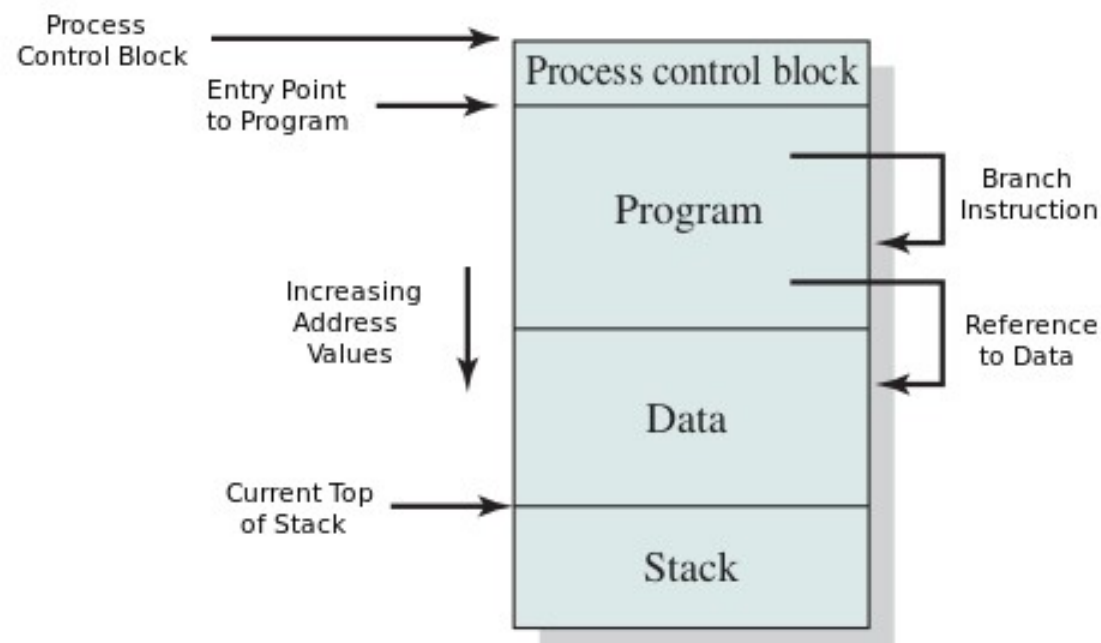 Process
Control Block
Process control block
Entry Point
to Program
Program
Branch
Instruction
Increasing
Address
Values
Reference
to Data
Data
Current Top
of Stack
Stack